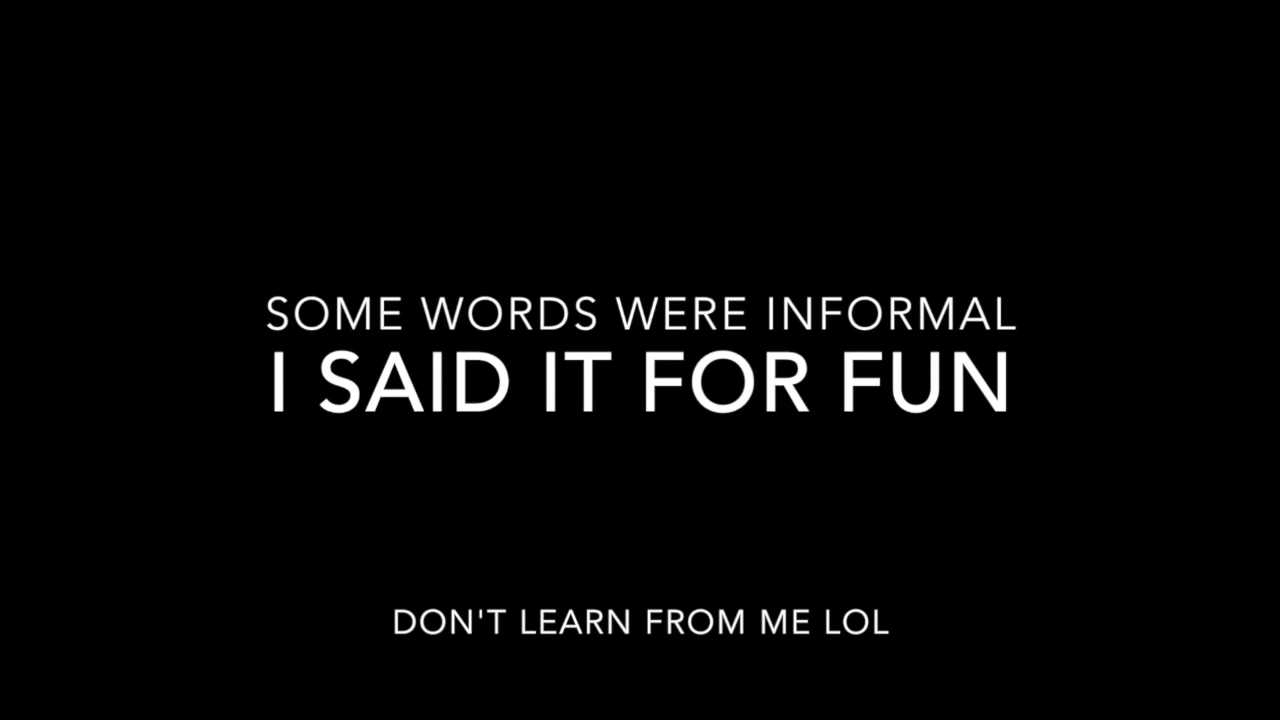 SOME WORDS WERE INFORMAL
I SAID IT FOR FUN
DON'T LEARN FROM ME LOL